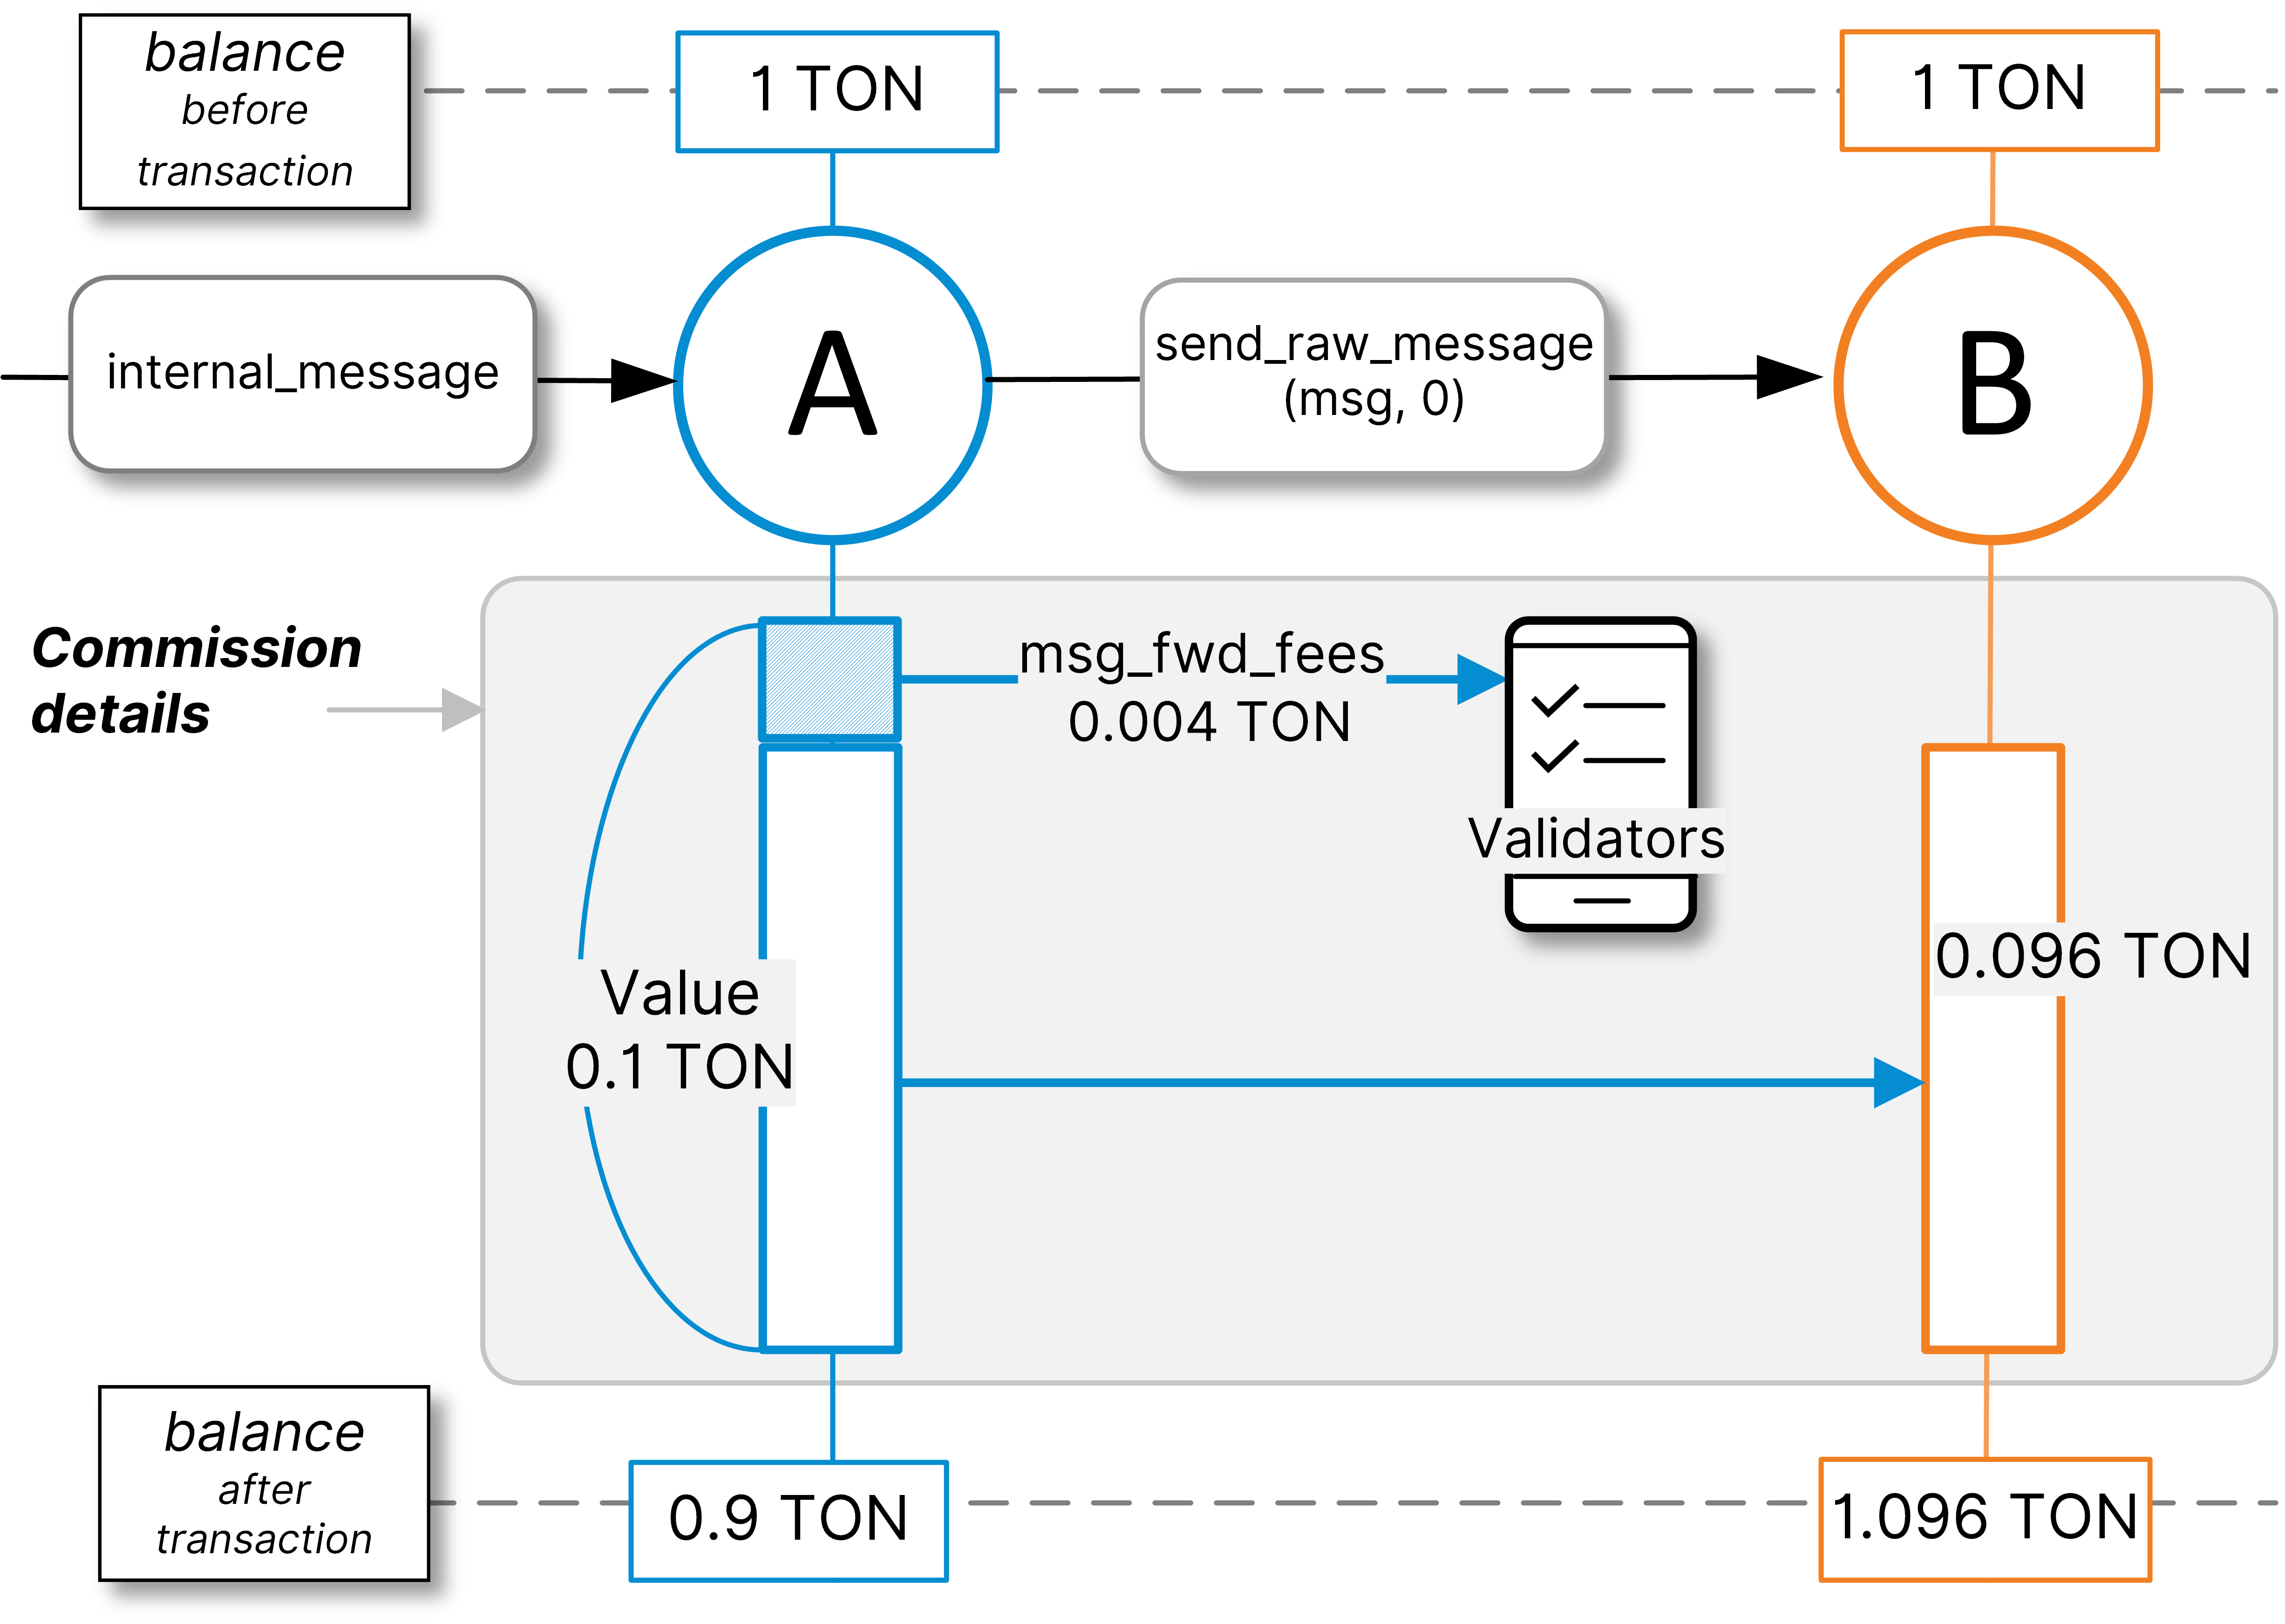 balance
before
transaction
1 TON
1 TON
internal_message
A
send_raw_message
(msg, 0)
B
Commission
details
msg_fwd_fees
0.004 TON
Validators
Value
0.1 TON
0.096 TON
balance
after
transaction
0.9 TON
1.096 TON